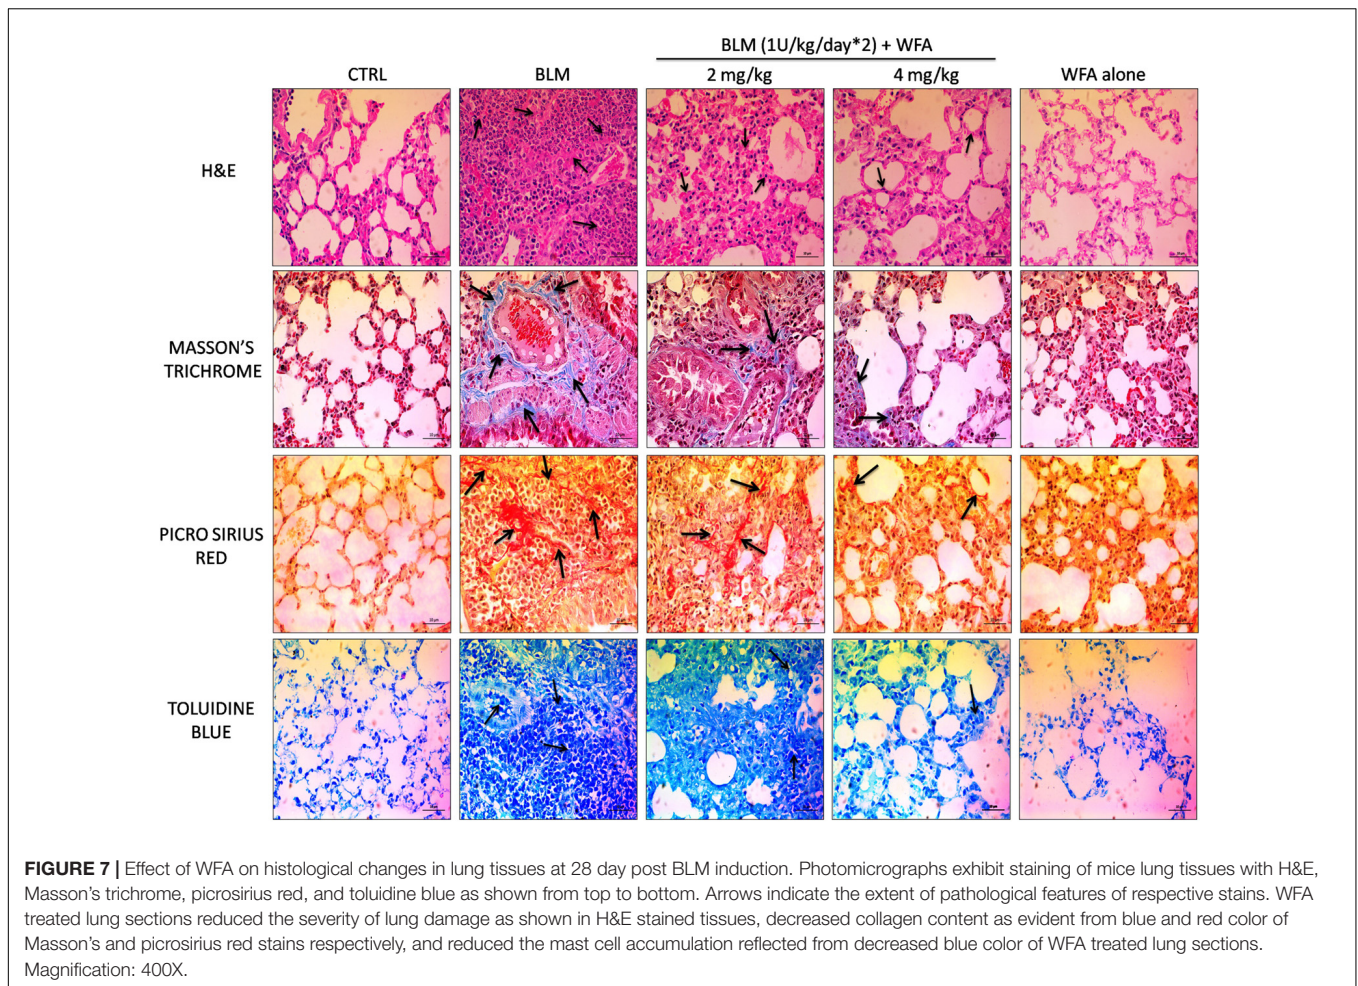 BLM (1U/kg/day*2) + WFA
CTRL BLM 2 mg/kg 4 mg/kg WFA alone
H&E
MASSON'S
TRICHROME
PICRO SIRIUS
RED
TOLUIDINE
BLUE
FIGURE 7 | Effect of WFA on histological changes in lung tissues at 28 day post BLM induction. Photomicrographs exhibit staining of mice lung tissues with H&E,
Masson's trichrome, picrosirius red, and toluidine blue as shown from top to bottom. Arrows indicate the extent of pathological features of respective stains. WFA
treated lung sections reduced the severity of lung damage as shown in H&E stained tissues, decreased collagen content as evident from blue and red color of
Masson's and picrosirius red stains respectively, and reduced the mast cell accumulation reflected from decreased blue color of WFA treated lung sections.
Magnification: 400X.